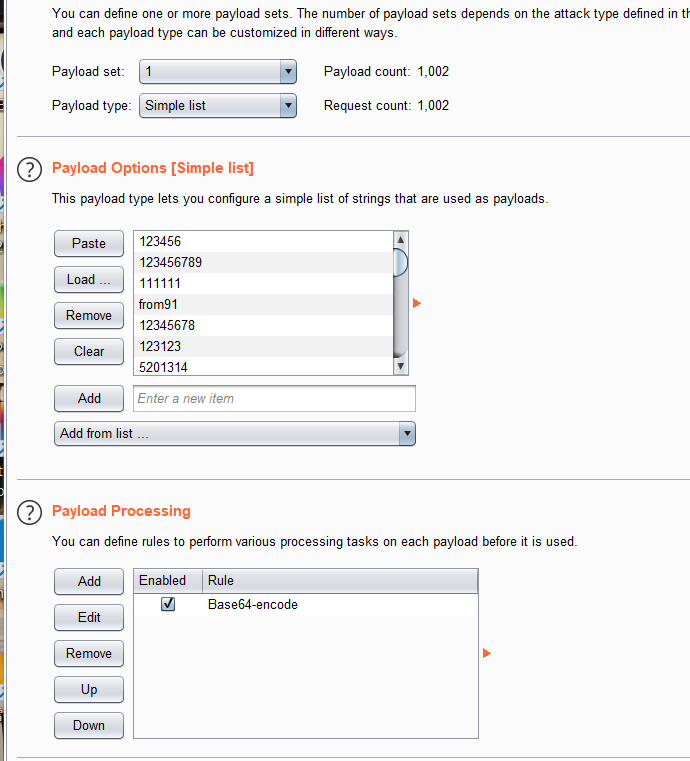 You can define one or more payload sets. The number of payload sets depends on the attack type defined in
and each payload type can be customized in different ways.
Payload set: 1 Payload count: 1,002
Payload type: Simple list Request count: 1,002
? Payload Options [Simple list]
This payload type lets you configure a simple list of strings that are used as payloads.
Paste
Load ...
Remove
Clear
123456
123456789
111111
from91
12345678
123123
5201314
Add Enter a new item
Add from list ...
? Payload Processing
You can define rules to perform various processing tasks on each payload before it is used.
Add
Edit
Remove
Up
Down
Enabled Rule
Base64-encode